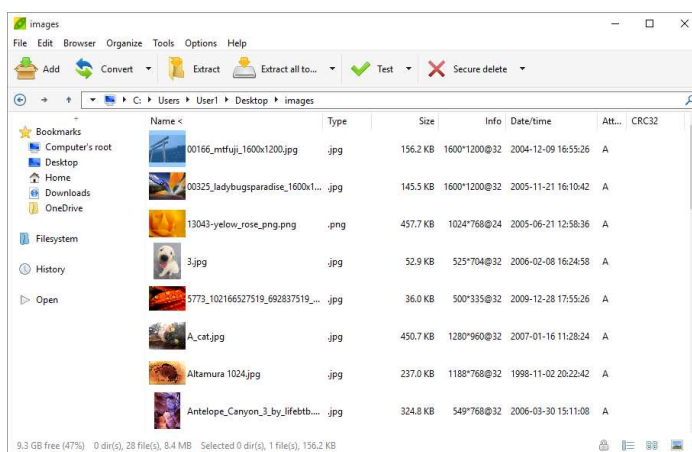 images
File Edit Browser Organize Tools Options Help
Add Convert Extract Extract all to... Test Secure delete
C: Users User1 Desktop images
Bookmarks
Computer's root
Desktop
Home
Downloads
OneDrive
Filesystem
History
Open
Name < Type Size Info Date/time Att... CRC32
00166_mtfuji_1600x1200.jpg .jpg 156.2 KB 1600*1200@32 2004-12-09 16:55:26 A
00325_ladybugsparadise_1600x1... .jpg 145.5 KB 1600*1200@32 2005-11-21 16:10:42 A
13043-yelow_rose_png.png .png 457.7 KB 1024*768@24 2005-06-21 12:58:36 A
3.jpg .jpg 52.9 KB 525*704@32 2006-02-08 16:24:58 A
5773_102166527519_692837519_... .jpg 36.0 KB 500*335@32 2009-12-28 17:55:26 A
A_cat.jpg .jpg 450.7 KB 1280*960@32 2007-01-16 11:28:24 A
Altamura 1024.jpg .jpg 237.0 KB 1188*768@32 1998-11-02 20:22:42 A
Antelope_Canyon_3_by_lifebtb.... .jpg 324.8 KB 549*768@32 2006-03-30 15:11:08 A
9.3 GB free (47%) 0 dir(s), 28 file(s), 8.4 MB Selected 0 dir(s), 1 file(s), 156.2 KB